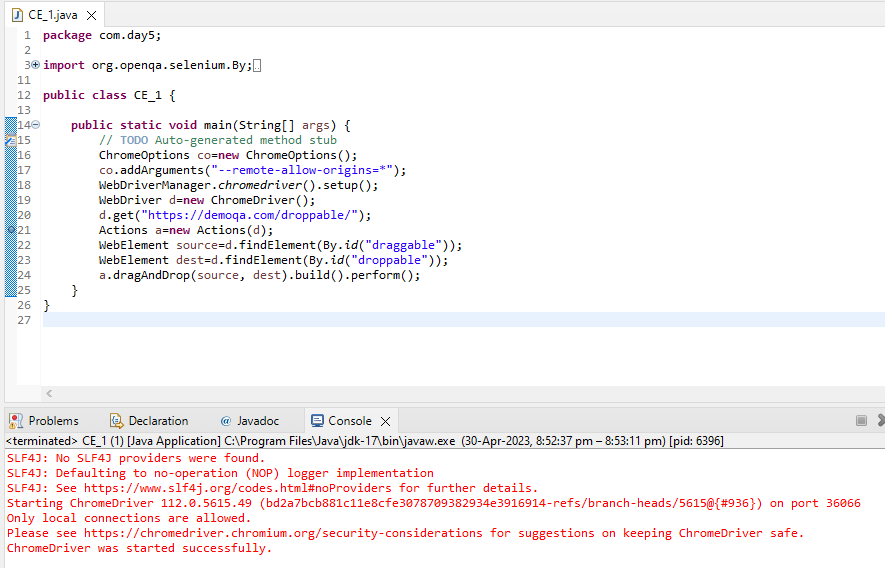 CE_1.java
1 package com.day5;
2
3 import org.openqa.selenium.By;
11
12 public class CE_1 {
13
14 public static void main(String[] args) {
15 // TODO Auto-generated method stub
16 ChromeOptions co=new ChromeOptions();
17 co.addArguments("--remote-allow-origins=*");
18 WebDriverManager.chromedriver().setup();
19 WebDriver d=new ChromeDriver();
20 d.get("https://demoqa.com/droppable/");
21 Actions a=new Actions(d);
22 WebElement source=d.findElement(By.id("draggable"));
23 WebElement dest=d.findElement(By.id("droppable"));
24 a.dragAndDrop(source, dest).build().perform();
25 }
26 }
27
Problems Declaration @ Javadoc Console
<terminated> CE_1 (1) [Java Application] C:\Program Files\Java\jdk-17\bin\javaw.exe (30-Apr-2023, 8:52:37 pm – 8:53:11 pm) [pid: 6396]
SLF4J: No SLF4J providers were found.
SLF4J: Defaulting to no-operation (NOP) logger implementation
SLF4J: See https://www.slf4j.org/codes.html#noProviders for further details.
Starting ChromeDriver 112.0.5615.49 (bd2a7bcb881c11e8cfe3078709382934e3916914-refs/branch-heads/5615@{#936}) on port 36066
Only local connections are allowed.
Please see https://chromedriver.chromium.org/security-considerations for suggestions on keeping ChromeDriver safe.
ChromeDriver was started successfully.